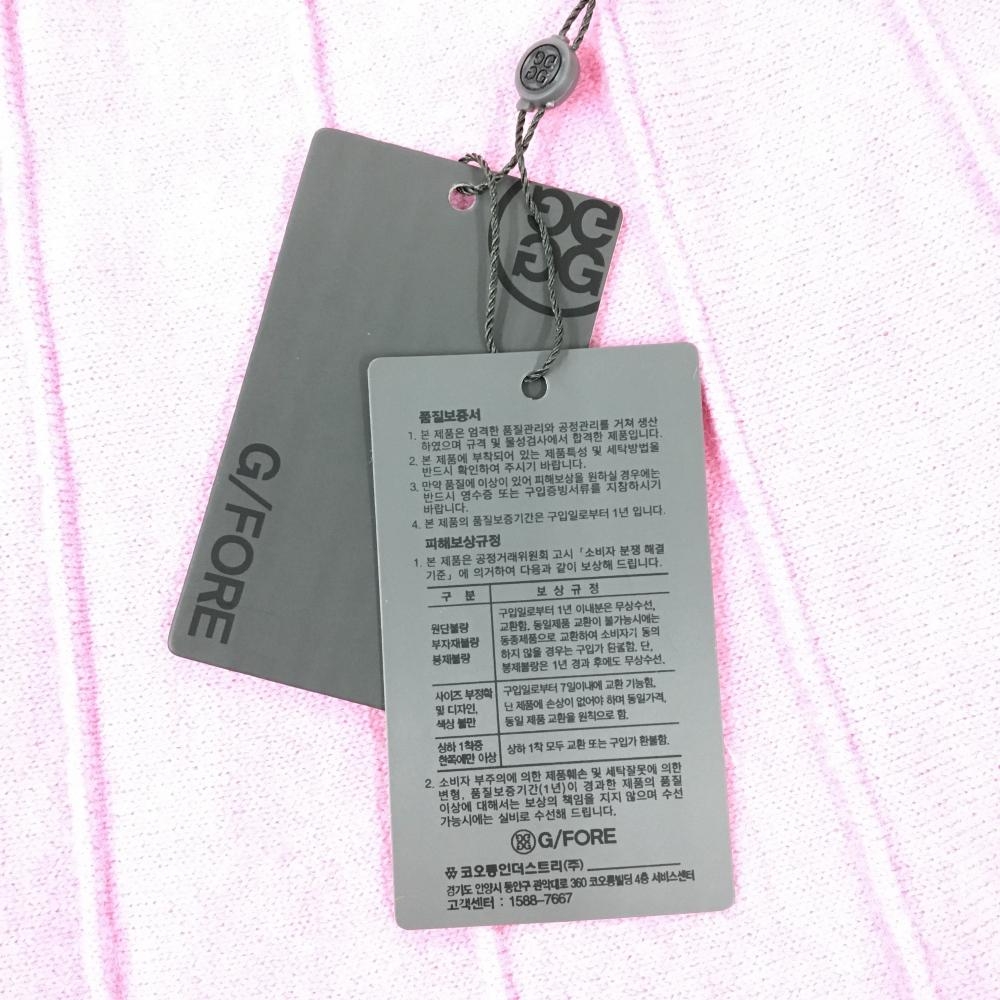 G/FORE
품질보증서
1. 본 제품은 엄격한 품질관리와 공정관리를 거쳐 생산
하였으며 규격 및 물성검사에서 합격한 제품입니다.
2. 본 제품에 부착되어 있는 제품특성 및 세탁방법을
반드시 확인하여 주시기 바랍니다.
3. 만약 품질에 이상이 있어 피해보상을 원하실 경우에는
반드시 영수증 또는 구입증빙서류를 지참하시기
바랍니다.
4. 본 제품의 품질보증기간은 구입일로부터 1년 입니다.
피해보상규정
1. 본 제품은 공정거래위원회 고시 「소비자 분쟁 해결
기준」에 의거하여 다음과 같이 보상해 드립니다.
구 분 보 상 규 정
원단불량
부자재불량
봉제불량
구입일로부터 1년 이내분은 무상수선,
교환함, 동일제품 교환이 불가능시에는
동종제품으로 교환하여 소비자기 동의
하지 않을 경우는 구입가 환불함. 단,
봉제불량은 1년 경과 후에도 무상수선.
사이즈 부정확
및 디자인,
색상 불만
구입일로부터 7일이내에 교환 가능함,
난 제품에 손상이 없어야 하며 동일가격,
동일 제품 교환을 원칙으로 함.
상하 1착중
한쪽에만 이상
상하 1착 모두 교환 또는 구입가 환불함.
2. 소비자 부주의에 의한 제품훼손 및 세탁잘못에 의한
변형, 품질보증기간(1년)이 경과한 제품의 품질
이상에 대해서는 보상의 책임을 지지 않으며 수선
가능시에는 실비로 수선해 드립니다.
G/FORE
코오롱인더스트리(주)
경기도 안양시 동안구 관악대로 360 코오롱빌딩 4층 서비스센터
고객센터 : 1588-7667